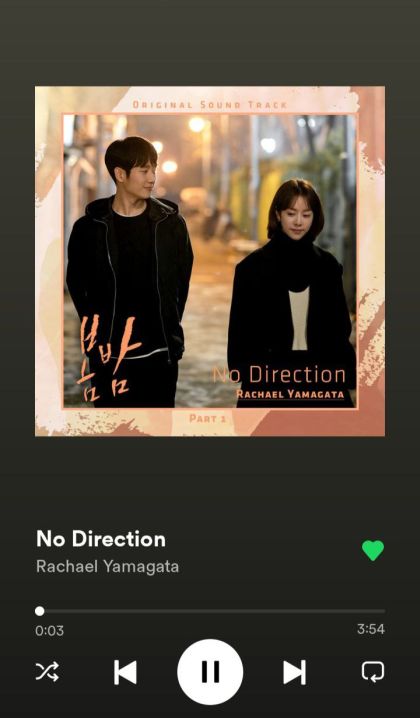 ORIGINAL SOUND TRACK
봄밤
No Direction
RACHAEL YAMAGATA
PART 1
No Direction
Rachael Yamagata
0:03
3:54